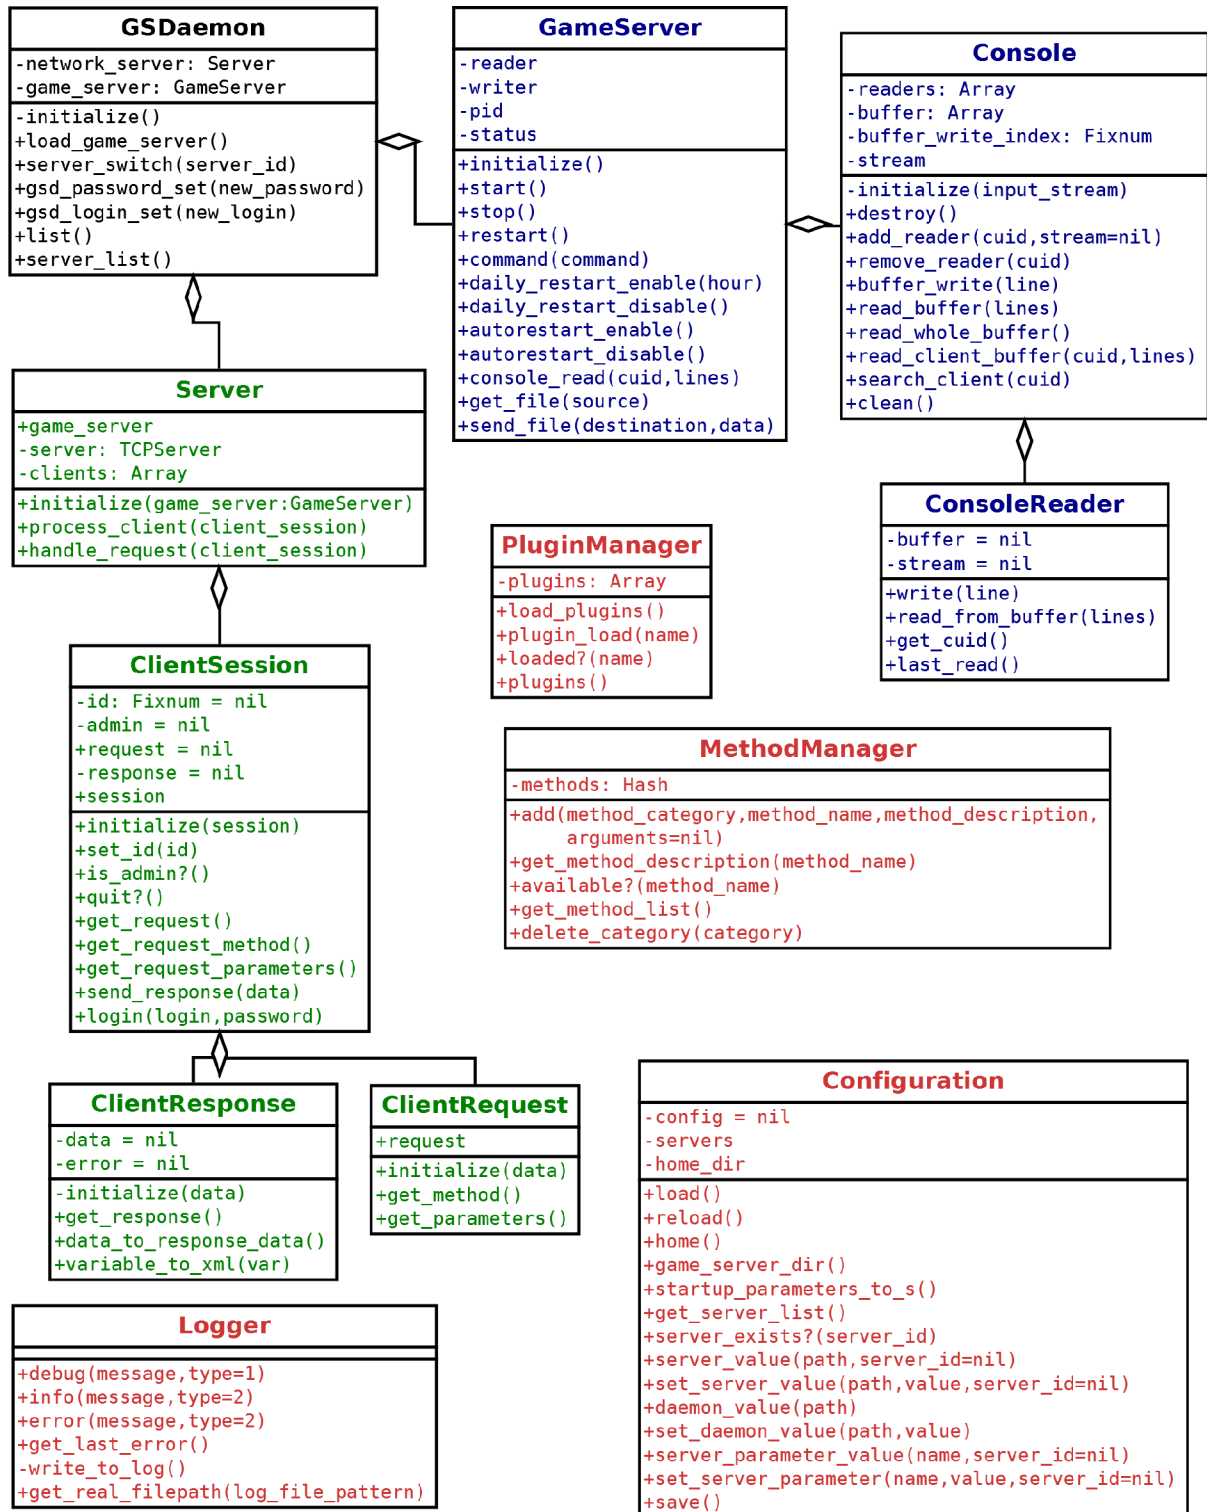 GSDaemon
-network_server: Server
-game_server: GameServer
-initialize()
+load_game_server()
+server_switch(server_id)
+gsd_password_set(new_password)
+gsd_login_set(new_login)
+list()
+server_list()
GameServer
-reader
-writer
-pid
-status
+initialize()
+start()
+stop()
+restart()
+command(command)
+daily_restart_enable(hour)
+daily_restart_disable()
+autorestart_enable()
+autorestart_disable()
+console_read(cuid,lines)
+get_file(source)
+send_file(destination,data)
Console
-readers: Array
-buffer: Array
-buffer_write_index: Fixnum
-stream
-initialize(input_stream)
+destroy()
+add_reader(cuid,stream=nil)
+remove_reader(cuid)
+buffer_write(line)
+read_buffer(lines)
+read_whole_buffer()
+read_client_buffer(cuid,lines)
+search_client(cuid)
+clean()
Server
+game_server
-server: TCPServer
-clients: Array
+initialize(game_server:GameServer)
+process_client(client_session)
+handle_request(client_session)
ConsoleReader
-buffer = nil
-stream = nil
+write(line)
+read_from_buffer(lines)
+get_cuid()
+last_read()
PluginManager
-plugins: Array
+load_plugins()
+plugin_load(name)
+loaded?(name)
+plugins()
ClientSession
-id: Fixnum = nil
-admin = nil
+request = nil
-response = nil
+session
+initialize(session)
+set_id(id)
+is_admin?()
+quit?()
+get_request()
+get_request_method()
+get_request_parameters()
+send_response(data)
+login(login,password)
MethodManager
-methods: Hash
+add(method_category,method_name,method_description,
arguments=nil)
+get_method_description(method_name)
+available?(method_name)
+get_method_list()
+delete_category(category)
ClientResponse
-data = nil
-error = nil
-initialize(data)
+get_response()
+data_to_response_data()
+variable_to_xml(var)
ClientRequest
+request
+initialize(data)
+get_method()
+get_parameters()
Configuration
-config = nil
-servers
-home_dir
+load()
+reload()
+home()
+game_server_dir()
+startup_parameters_to_s()
+get_server_list()
+server_exists?(server_id)
+server_value(path,server_id=nil)
+set_server_value(path,value,server_id=nil)
+daemon_value(path)
+set_daemon_value(path,value)
+server_parameter_value(name,server_id=nil)
+set_server_parameter(name,value,server_id=nil)
+save()
Logger
+debug(message,type=1)
+info(message,type=2)
+error(message,type=2)
+get_last_error()
-write_to_log()
+get_real_filepath(log_file_pattern)